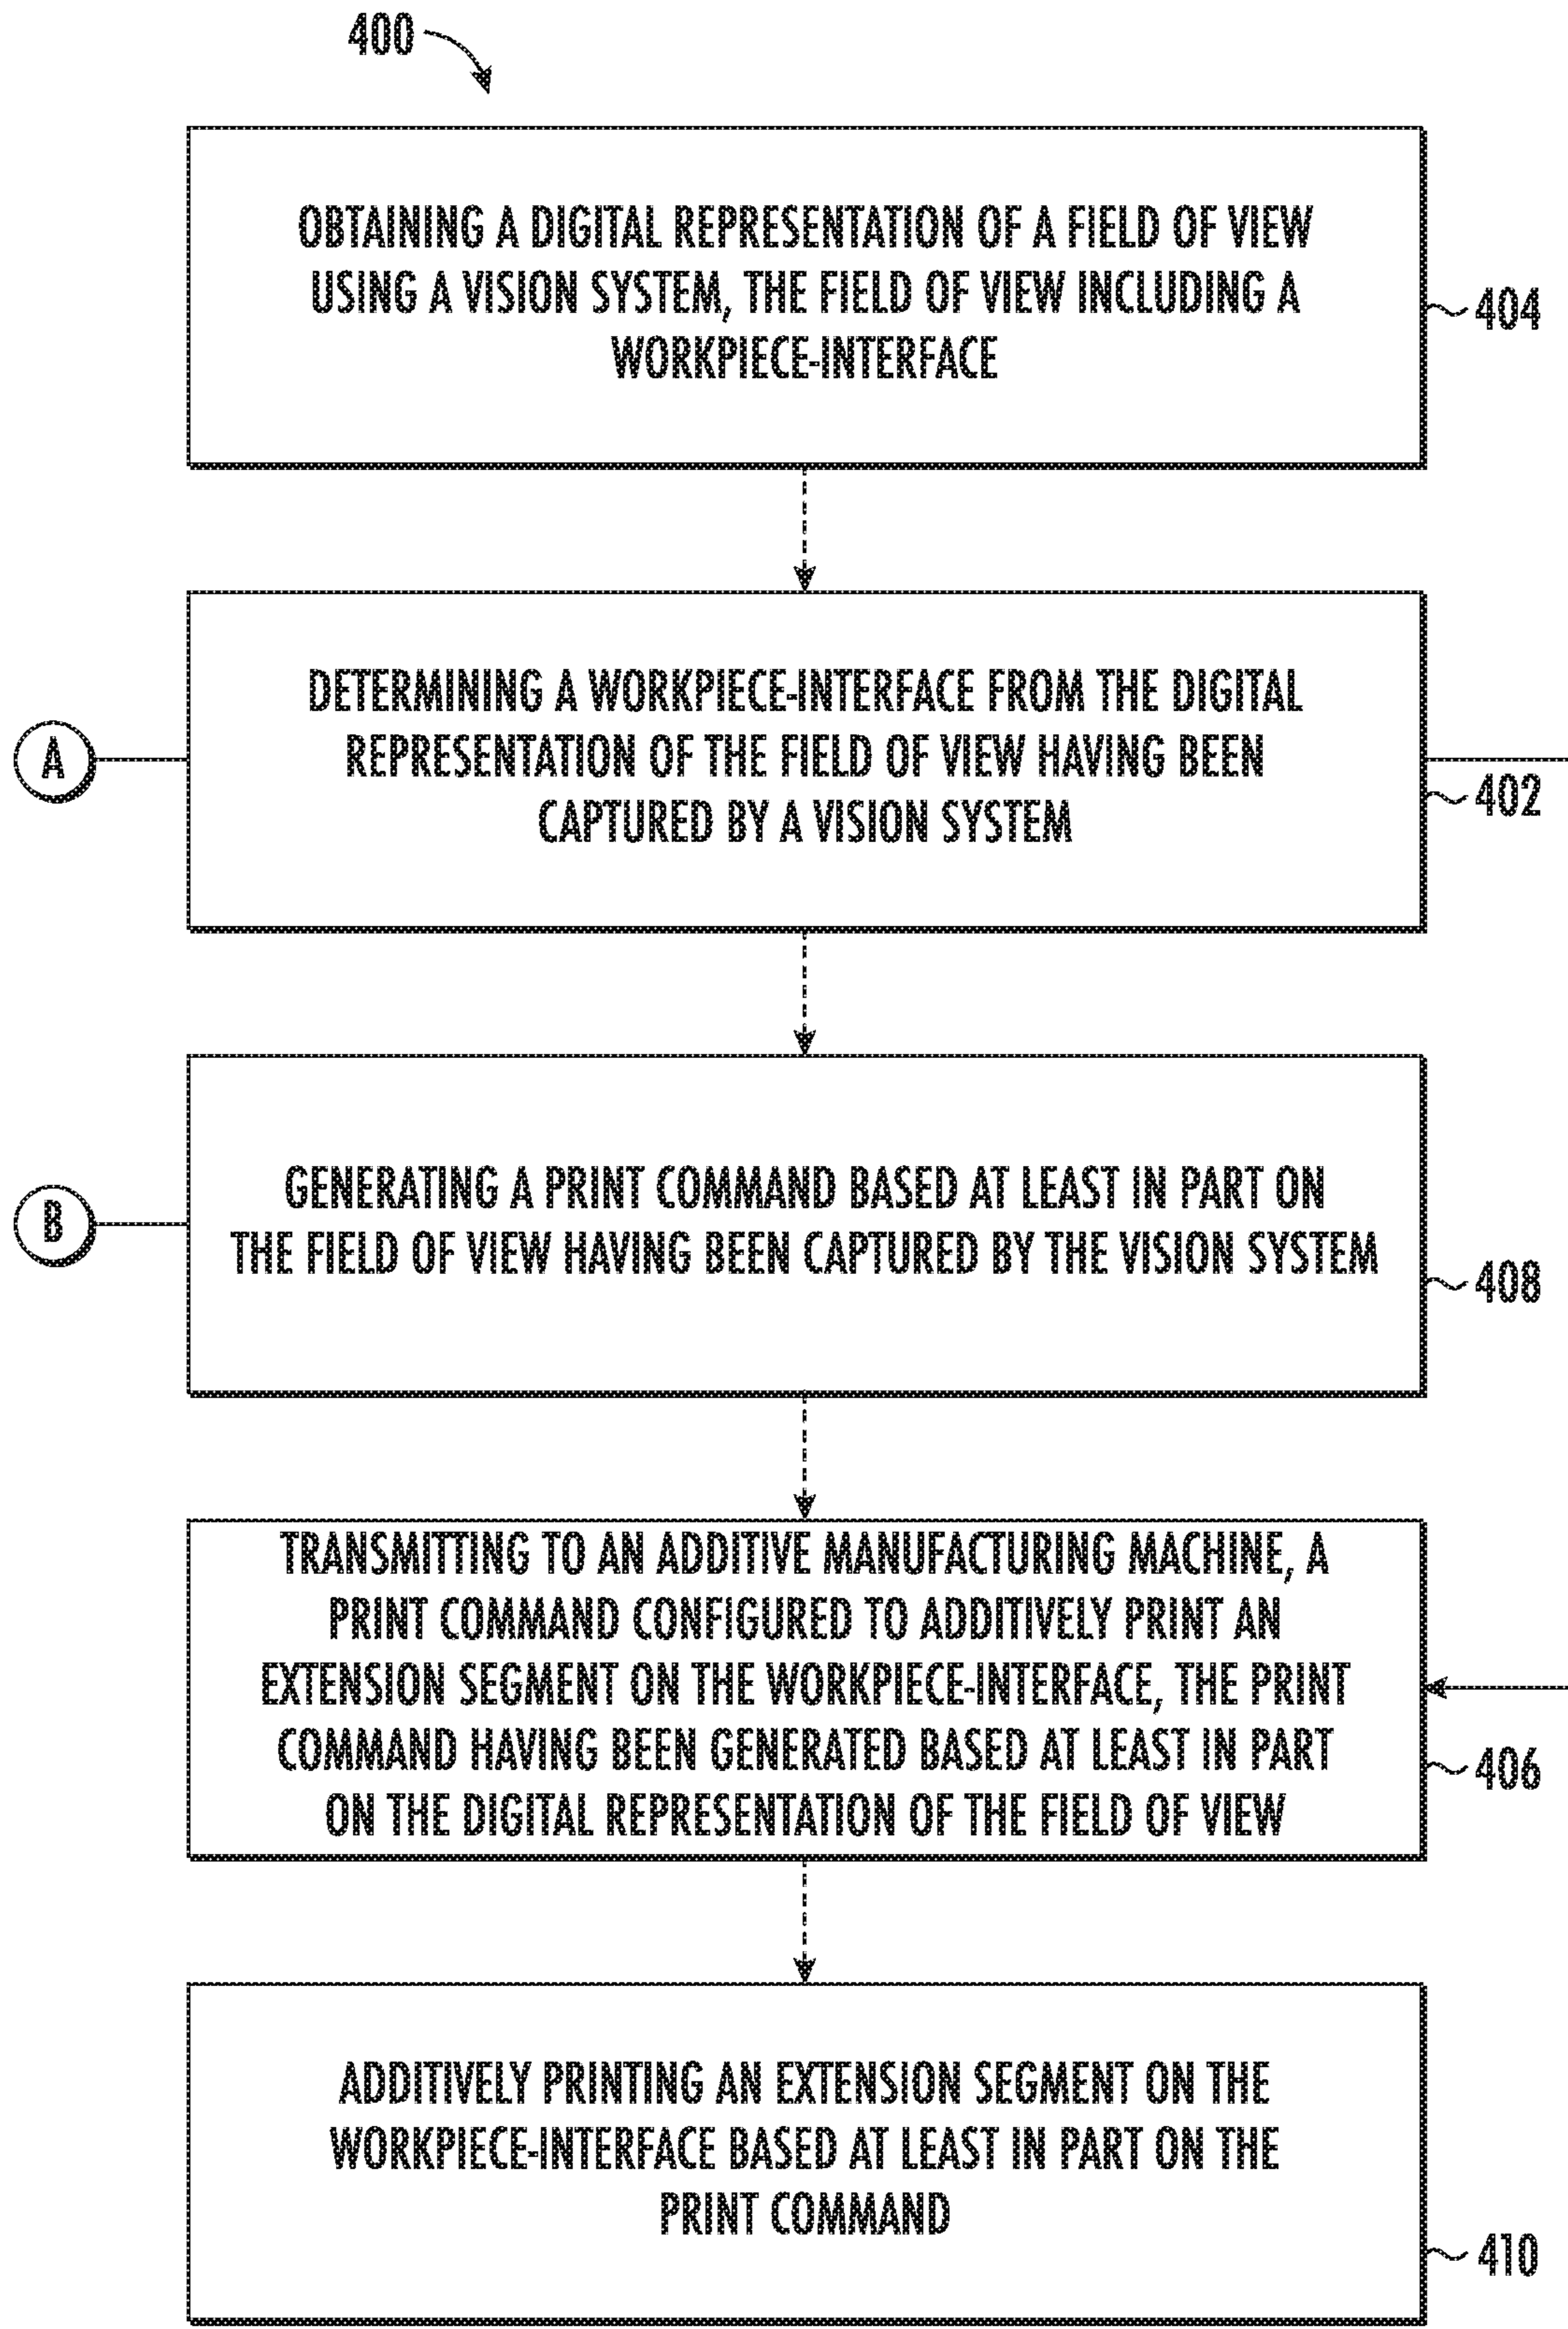 400
OBTAINING A DIGITAL REPRESENTATION OF A FIELD OF VIEW
USING A VISION SYSTEM, THE FIELD OF VIEW INCLUDING A
WORKPIECE-INTERFACE
404
DETERMINING A WORKPIECE-INTERFACE FROM THE DIGITAL
REPRESENTATION OF THE FIELD OF VIEW HAVING BEEN
CAPTURED BY A VISION SYSTEM
A
402
GENERATING A PRINT COMMAND BASED AT LEAST IN PART ON
THE FIELD OF VIEW HAVING BEEN CAPTURED BY THE VISION SYSTEM
B
408
TRANSMITTING TO AN ADDITIVE MANUFACTURING MACHINE, A
PRINT COMMAND CONFIGURED TO ADDITIVELY PRINT AN
EXTENSION SEGMENT ON THE WORKPIECE-INTERFACE, THE PRINT
COMMAND HAVING BEEN GENERATED BASED AT LEAST IN PART
ON THE DIGITAL REPRESENTATION OF THE FIELD OF VIEW
406
ADDITIVELY PRINTING AN EXTENSION SEGMENT ON THE
WORKPIECE-INTERFACE BASED AT LEAST IN PART ON THE
PRINT COMMAND
410